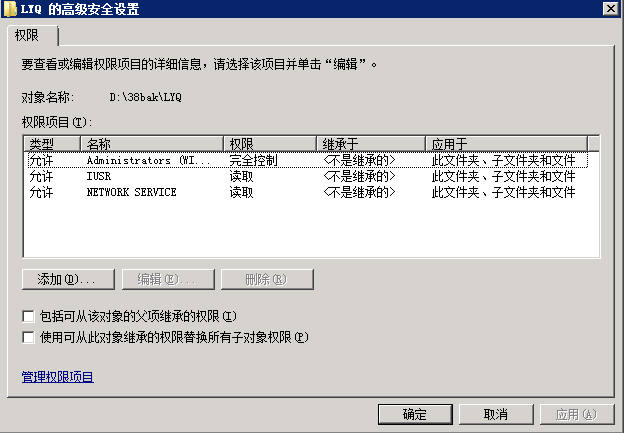 LYQ 的高级安全设置
权限
要查看或编辑权限项目的详细信息，请选择该项目并单击“编辑”。
对象名称: D:\38bak\LYQ
权限项目(T):
类型 名称 权限 继承于 应用于
允许 Administrators (WI... 完全控制 <不是继承的> 此文件夹、子文件夹和文件
允许 IUSR 读取 <不是继承的> 此文件夹、子文件夹和文件
允许 NETWORK SERVICE 读取 <不是继承的> 此文件夹、子文件夹和文件
添加(D)... 编辑(E)... 删除(R)
包括可从该对象的父项继承的权限(I)
使用可从此对象继承的权限替换所有子对象权限(P)
管理权限项目
确定 取消 应用(A)